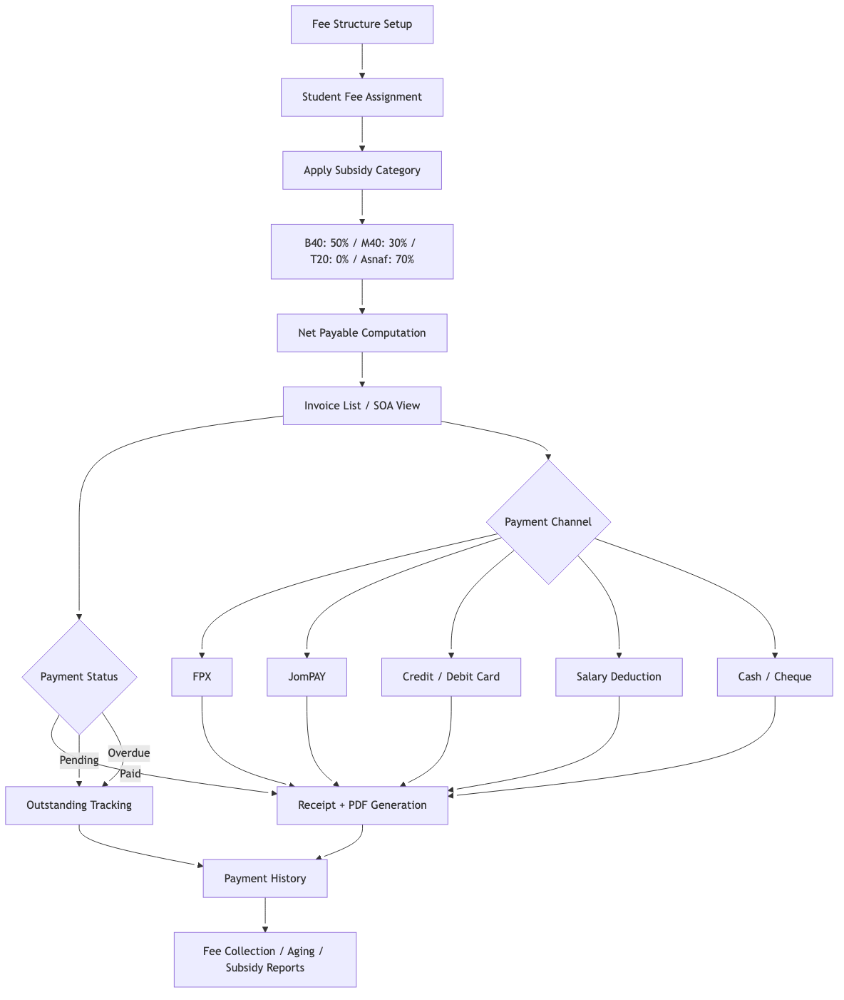 Fee Structure Setup
Student Fee Assignment
Apply Subsidy Category
B40: 50% / M40: 30% /
T20: 0% / Asnaf: 70%
Net Payable Computation
Invoice List / SOA View
Payment Channel
Payment Status
FPX
JomPAY
Credit / Debit Card
Salary Deduction
Cash / Cheque
Overdue
Pending
Paid
Outstanding Tracking
Receipt + PDF Generation
Payment History
Fee Collection / Aging /
Subsidy Reports